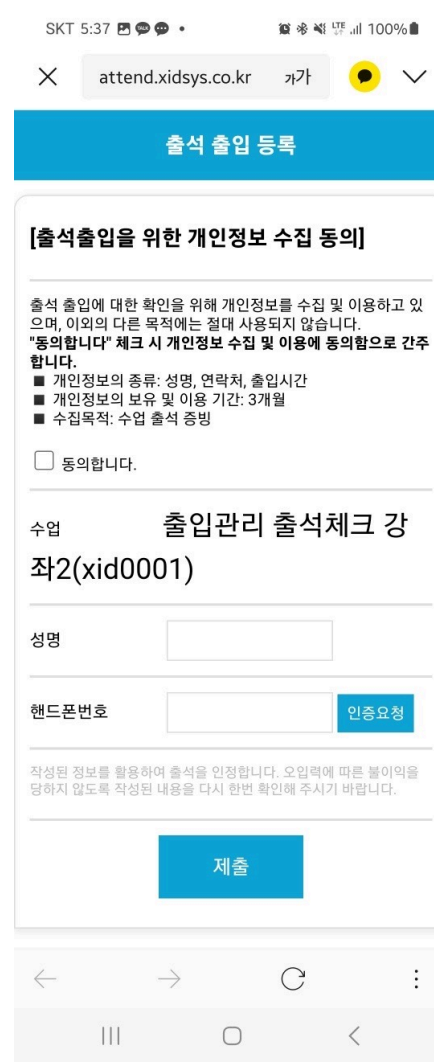 SKT 5:37 100%
attend.xidsys.co.kr 가가
출석 출입 등록
[출석출입을 위한 개인정보 수집 동의]
출석 출입에 대한 확인을 위해 개인정보를 수집 및 이용하고 있
으며, 이외의 다른 목적에는 절대 사용되지 않습니다.
"동의합니다" 체크 시 개인정보 수집 및 이용에 동의함으로 간주
합니다.
■ 개인정보의 종류: 성명, 연락처, 출입시간
■ 개인정보의 보유 및 이용 기간: 3개월
■ 수집목적: 수업 출석 증빙
동의합니다.
수업 출입관리 출석체크 강
좌2(xid0001)
성명
핸드폰번호 인증요청
작성된 정보를 활용하여 출석을 인정합니다. 오입력에 따른 불이익을
당하지 않도록 작성된 내용을 다시 한번 확인해 주시기 바랍니다.
제출